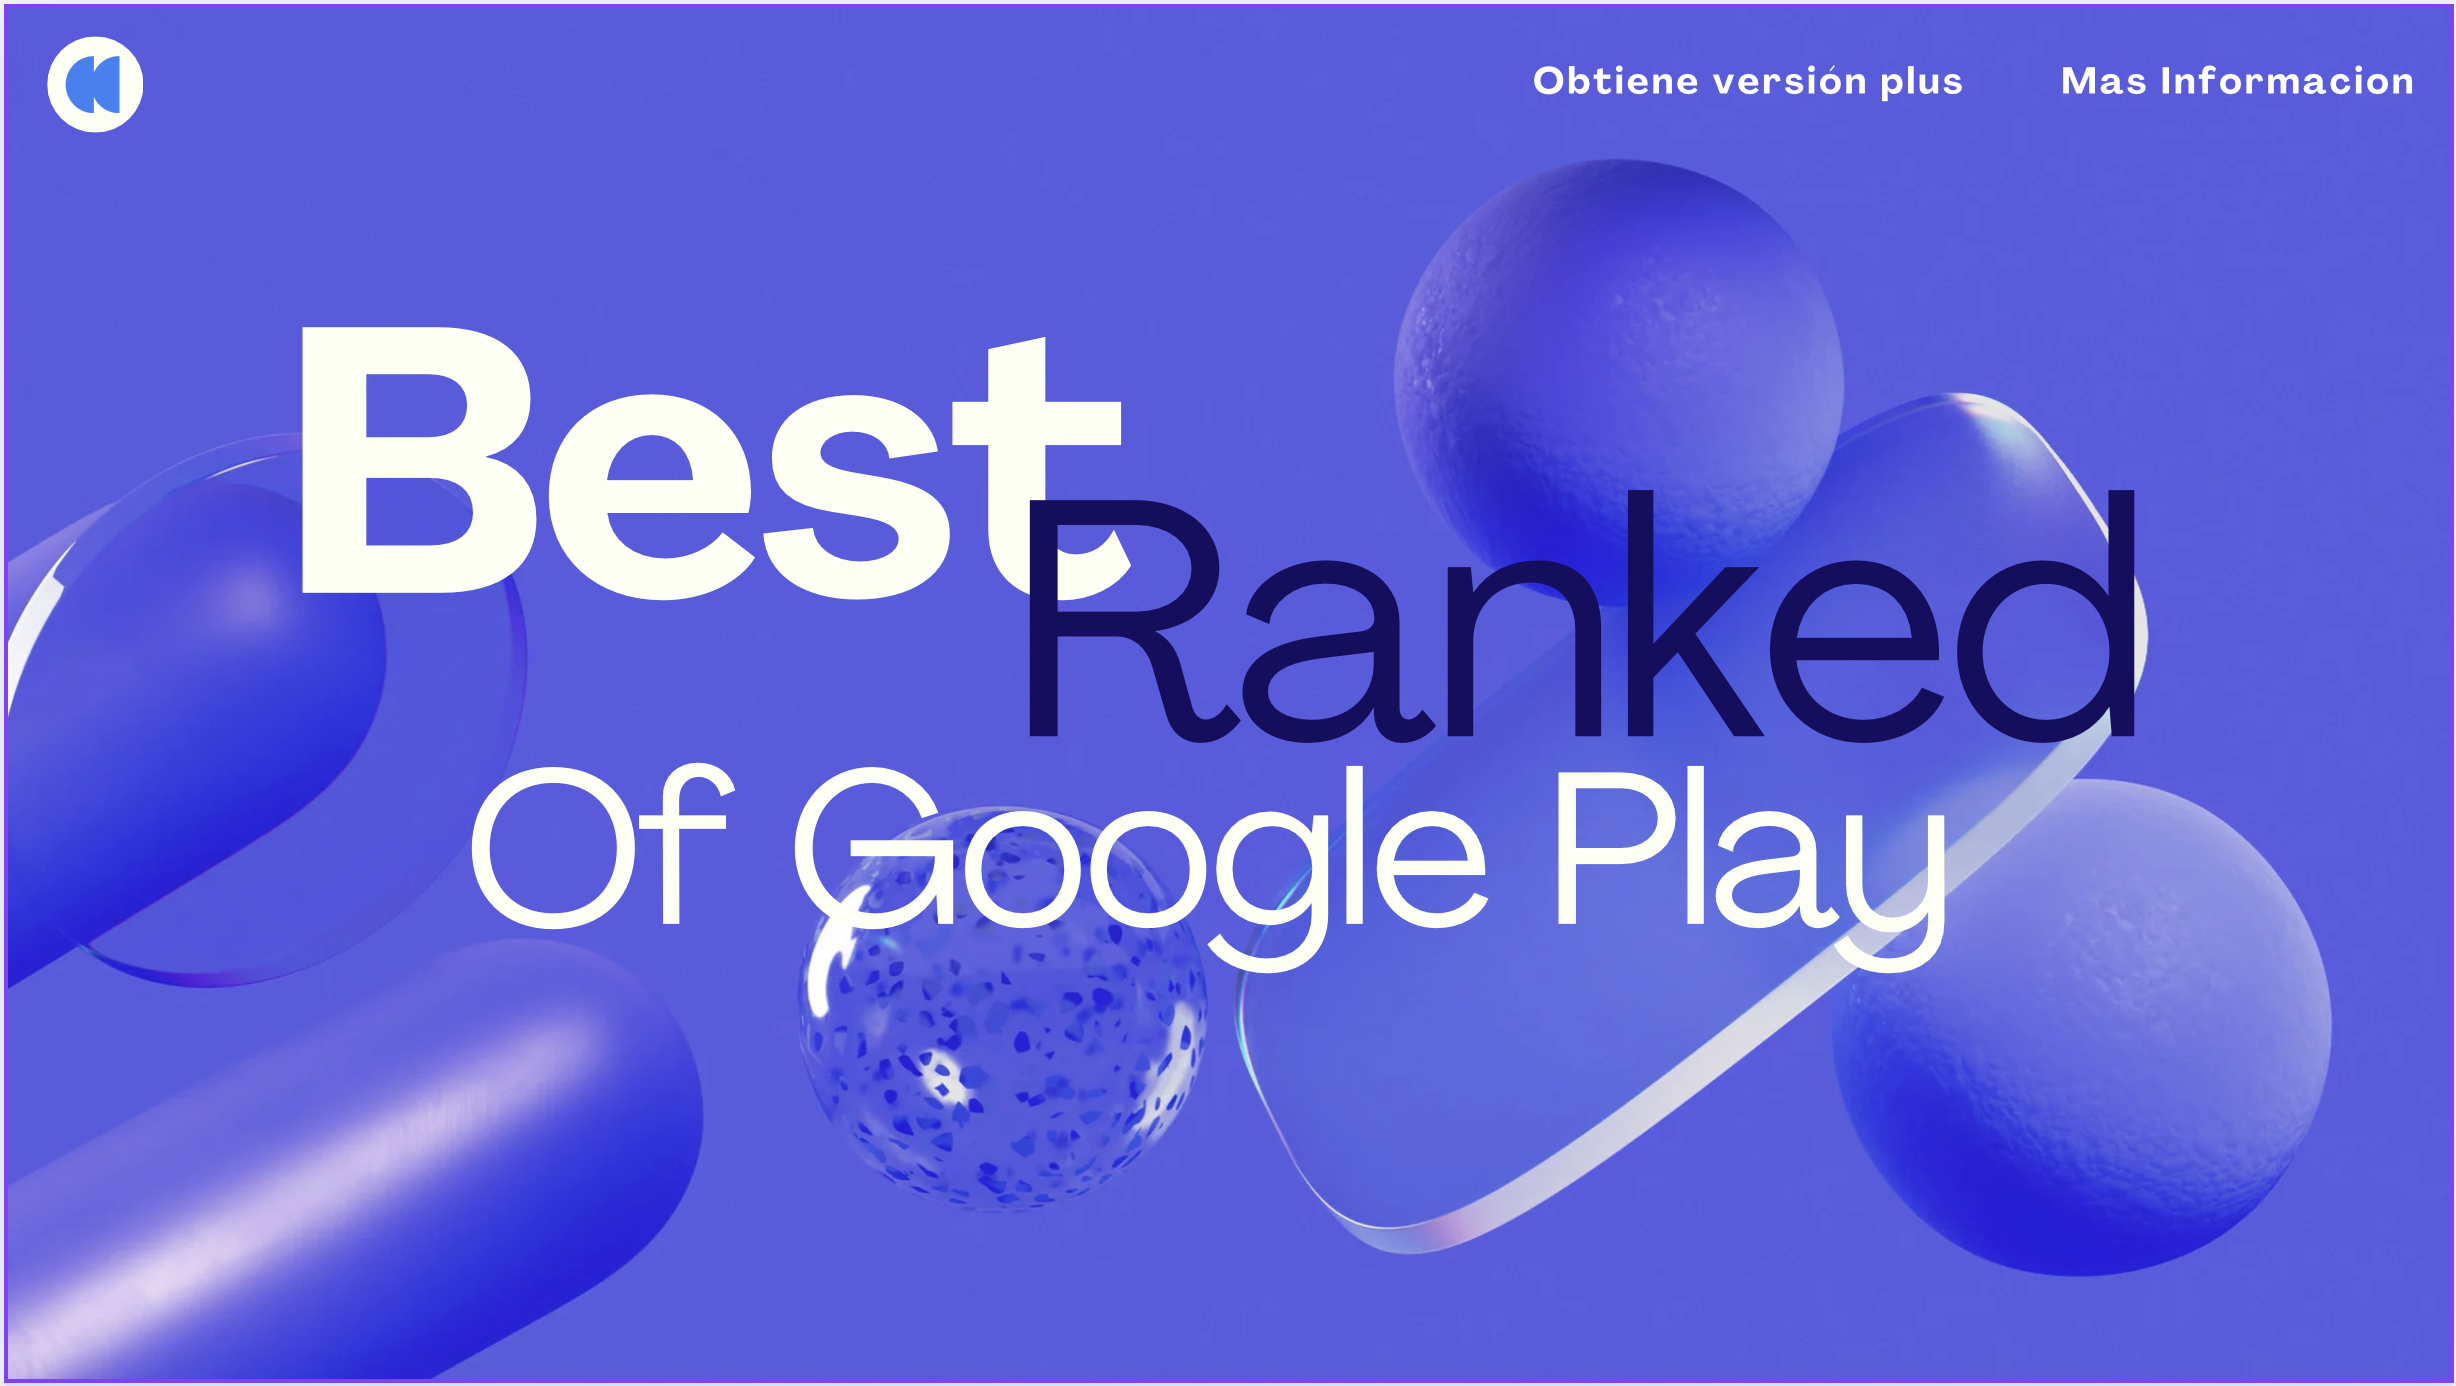 Obtiene versión plus
Mas Informacion
Best
Ranked
Of Google Play